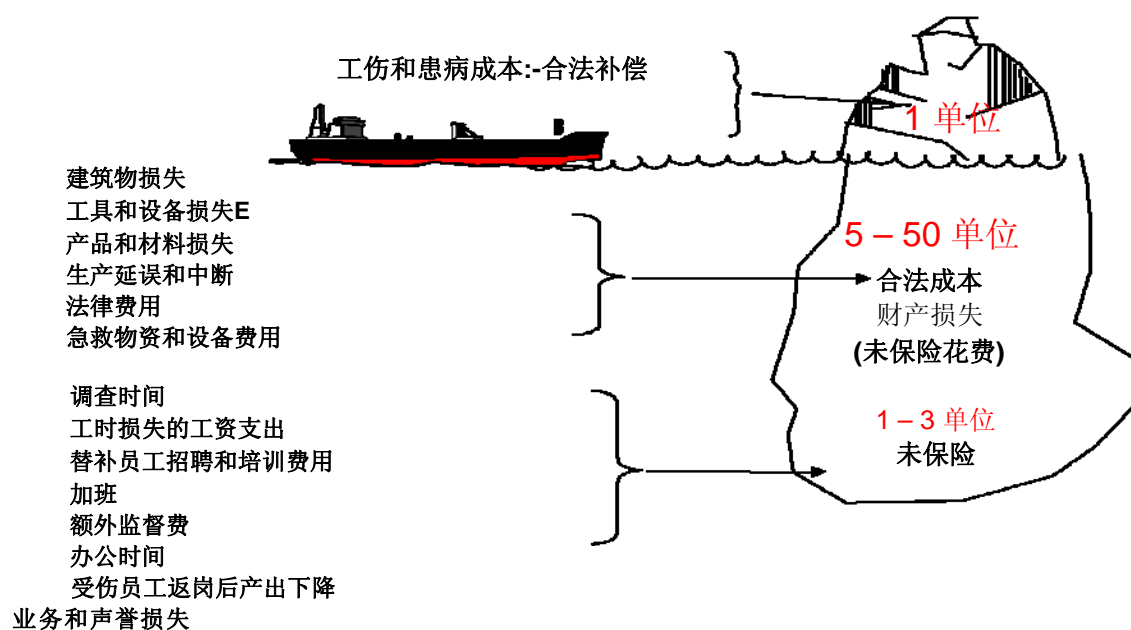 工伤和患病成本:-合法补偿
1 单位
建筑物损失
工具和设备损失E
产品和材料损失
生产延误和中断
法律费用
急救物资和设备费用
5 – 50 单位
合法成本
财产损失
(未保险花费)
调查时间
工时损失的工资支出
替补员工招聘和培训费用
加班
额外监督费
办公时间
受伤员工返岗后产出下降
业务和声誉损失
1 – 3 单位
未保险